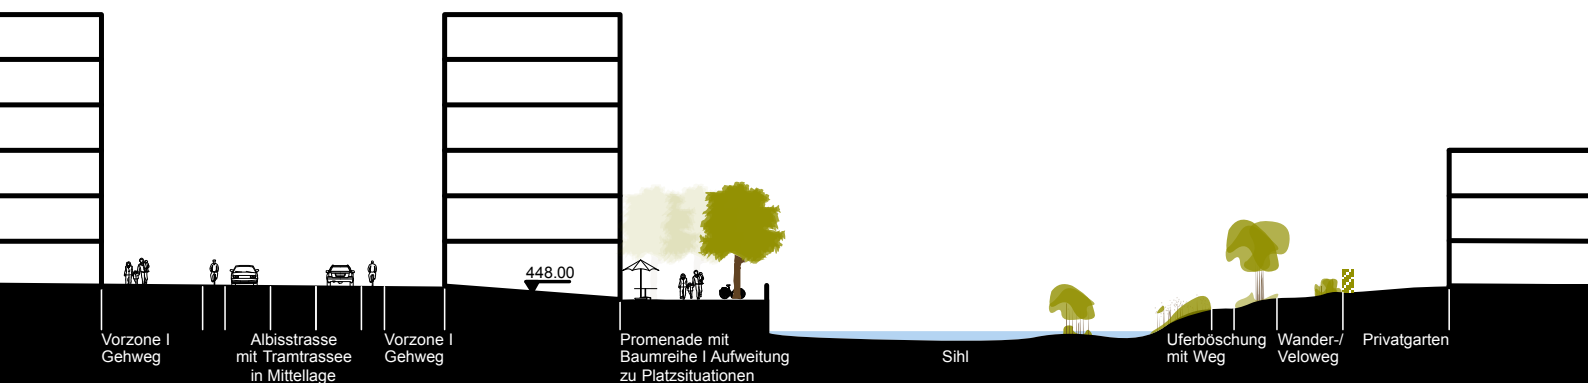 448.00
Vorzone I
Gehweg
Albisstrasse
mit Tramtrassee
in Mittellage
Vorzone I
Gehweg
Promenade mit
Baumreihe I Aufweitung
zu Platzsituationen
Sihl
Uferböschung
mit Weg
Wander-/
Veloweg
Privatgarten